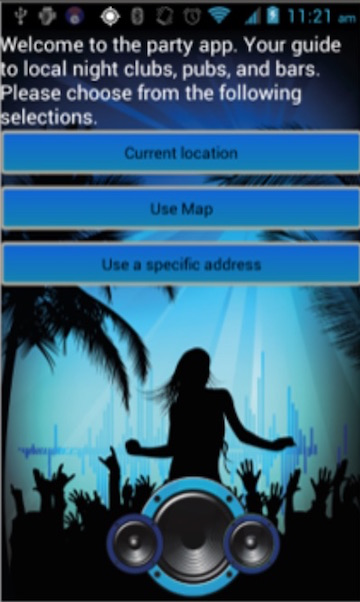 11:21 am
Welcome to the party app. Your guide
to local night clubs, pubs, and bars.
Please choose from the following
selections.
Current location
Use Map
Use a specific address